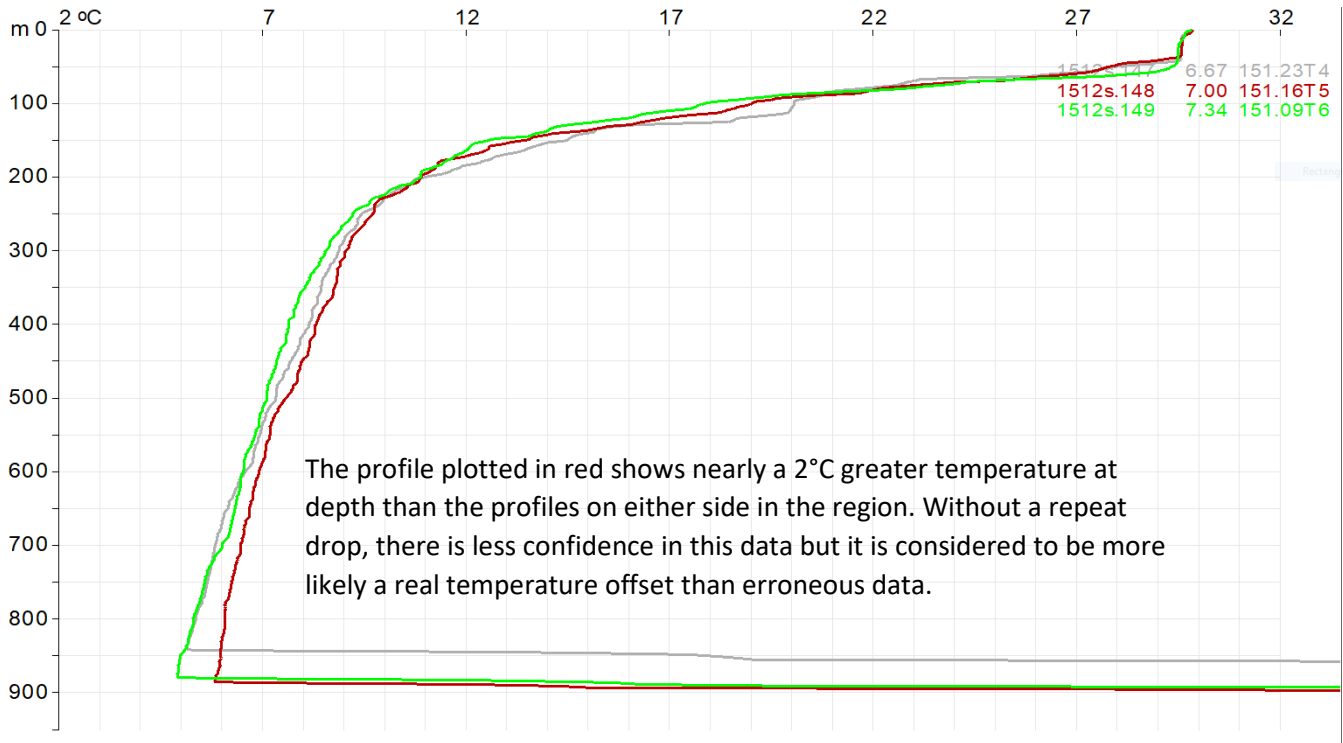 m 0 2 oC 7 12 17 22 27 32
1512s.147 6.67 151.23T4
1512s.148 7.00 151.16T5
100 1512s.149 7.34 151.09T6
Rectang
200
300
400
500
600
The profile plotted in red shows nearly a 2°C greater temperature at
depth than the profiles on either side in the region. Without a repeat
700
drop, there is less confidence in this data but it is considered to be more
likely a real temperature offset than erroneous data.
800
900